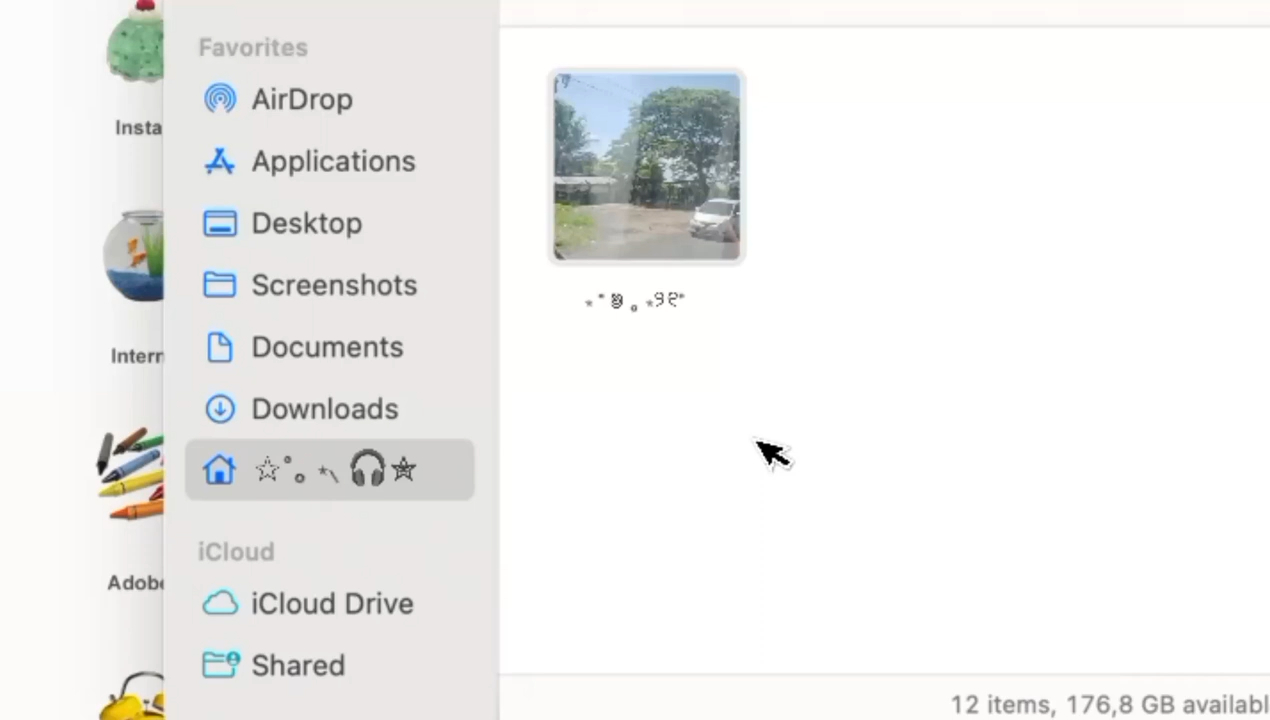 Favorites
AirDrop
Insta
Applications
Desktop
Screenshots
Documents
Intern
Downloads
iCloud
Adobe
iCloud Drive
Shared
12 items, 176,8 GB availabl